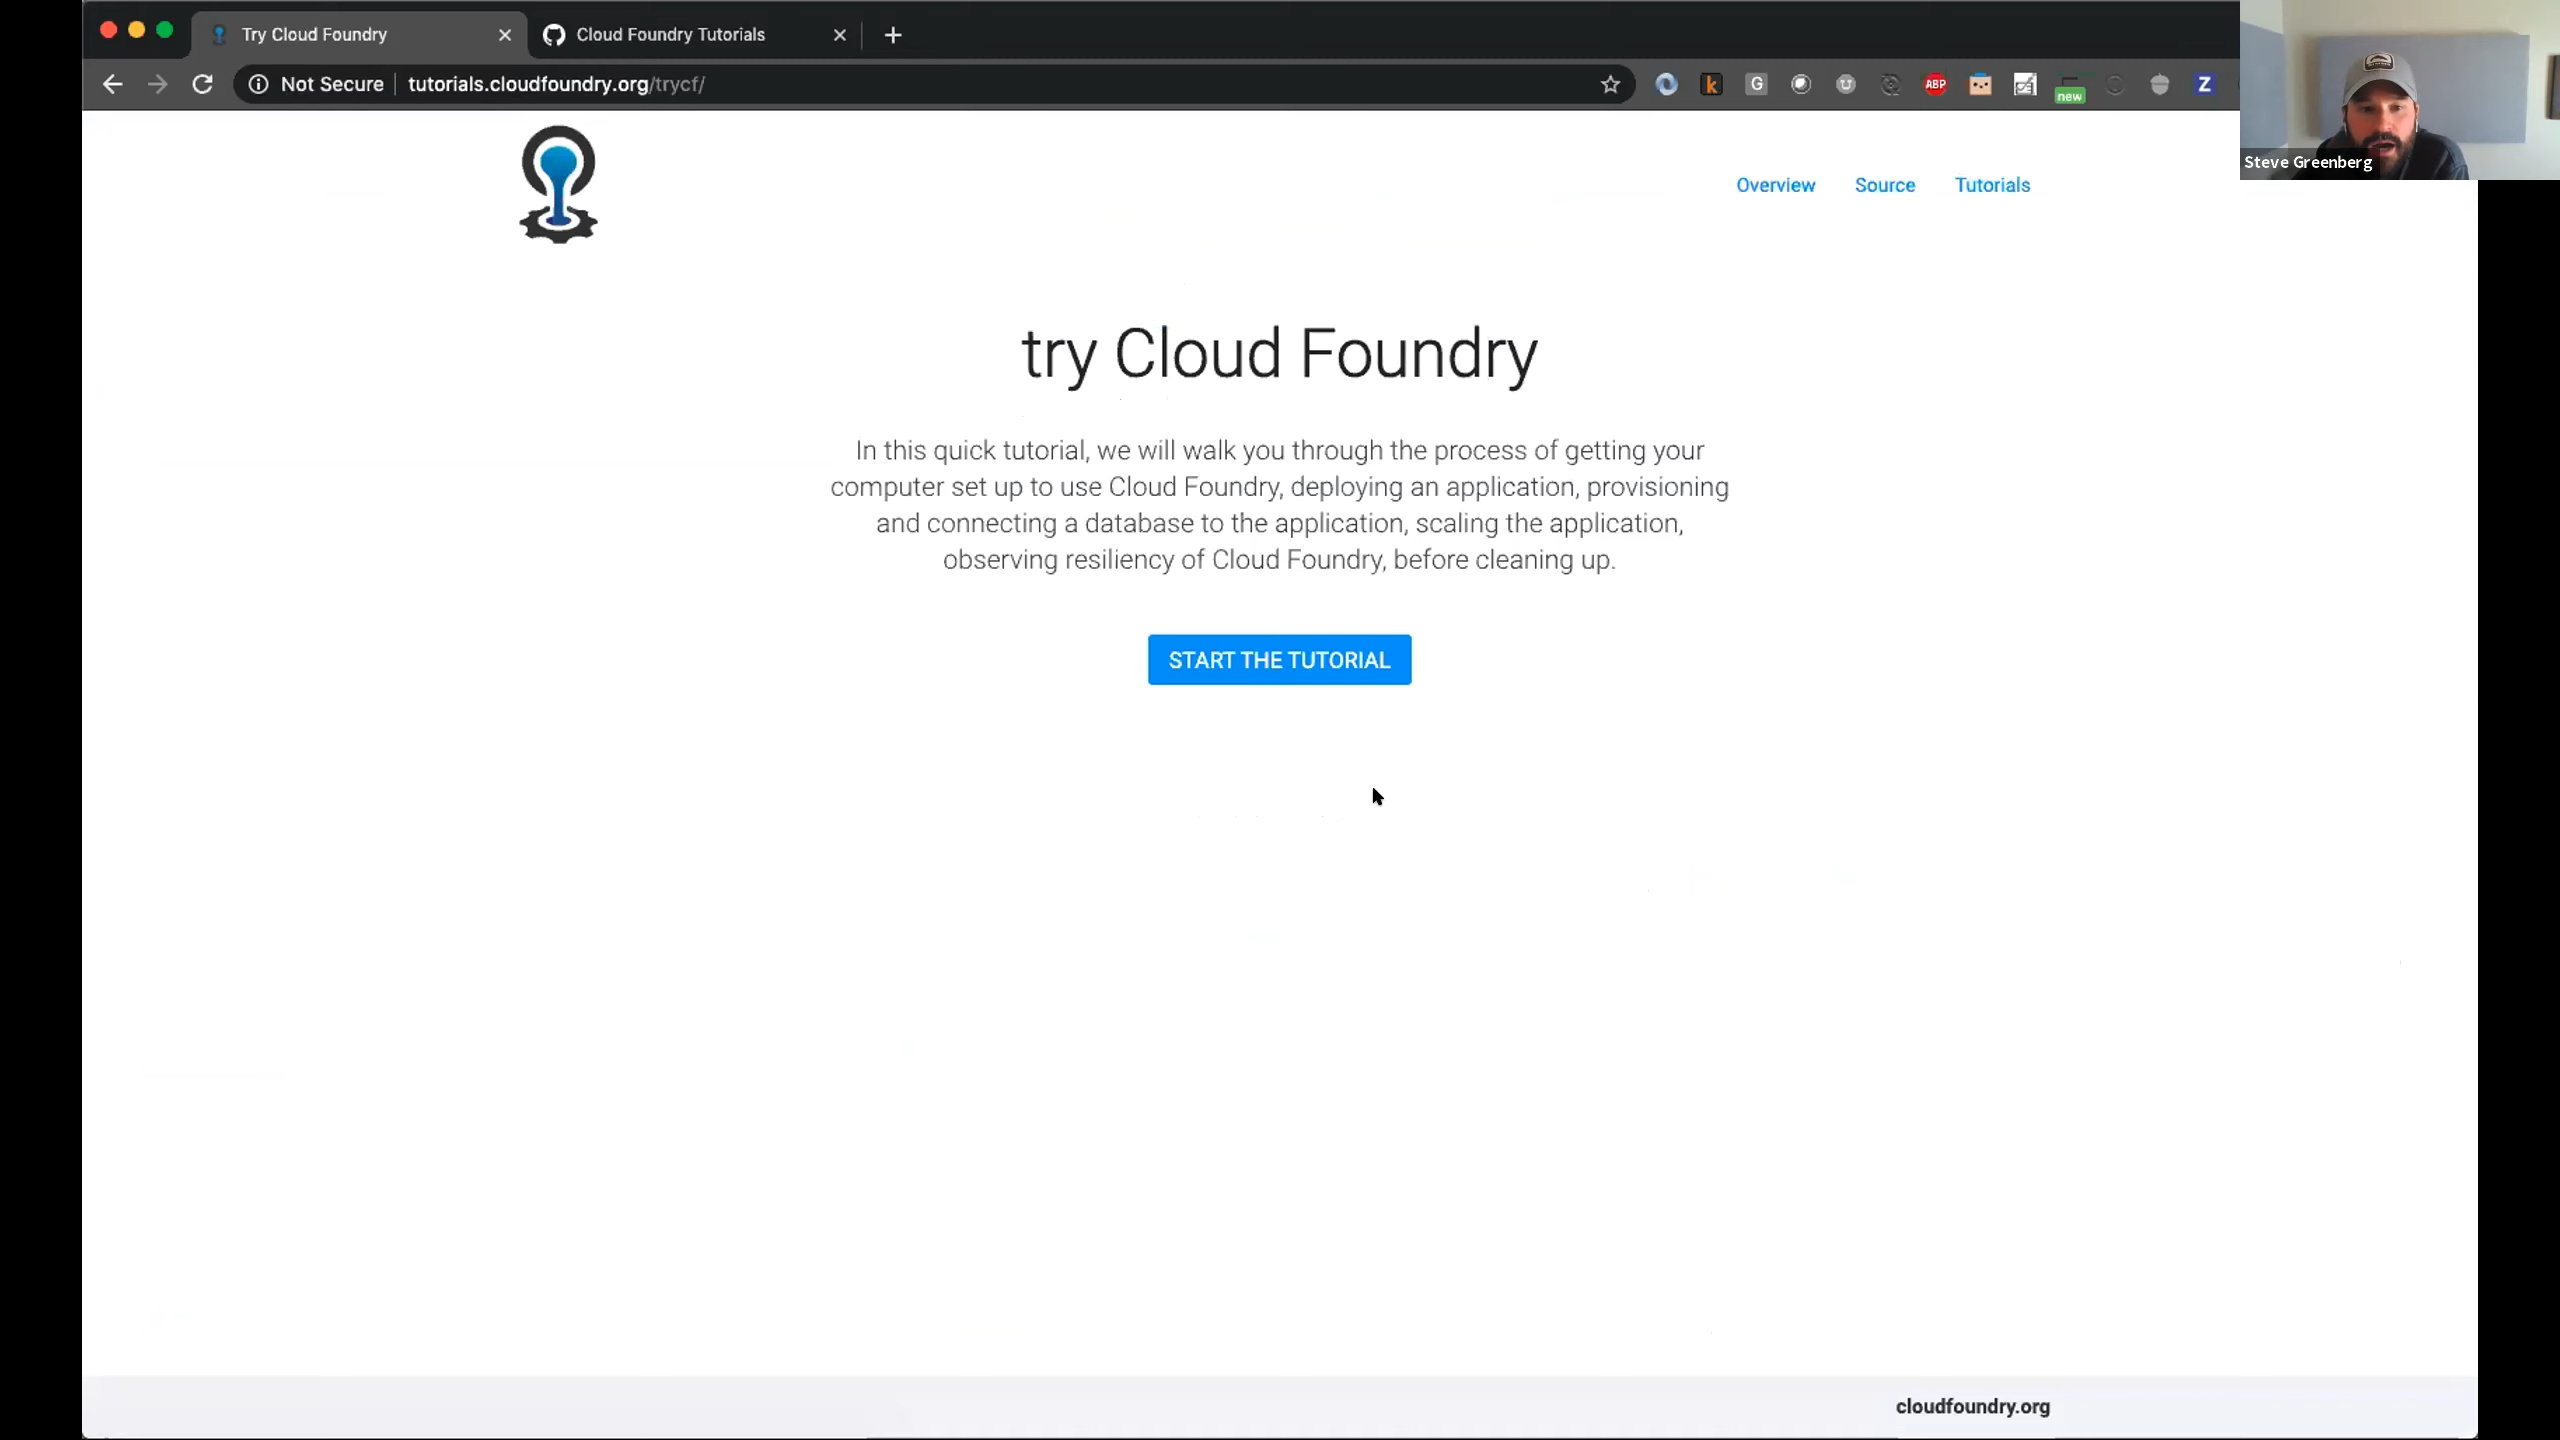 Try Cloud Foundry
Cloud Foundry Tutorials
Not Secure
tutorials.cloudfoundry.org/trycf/
k
G
ABP
new
Z
Steve Greenberg
Overview
Source
Tutorials
try Cloud Foundry
In this quick tutorial, we will walk you through the process of getting your
computer set up to use Cloud Foundry, deploying an application, provisioning
and connecting a database to the application, scaling the application,
observing resiliency of Cloud Foundry, before cleaning up.
START THE TUTORIAL
cloudfoundry.org